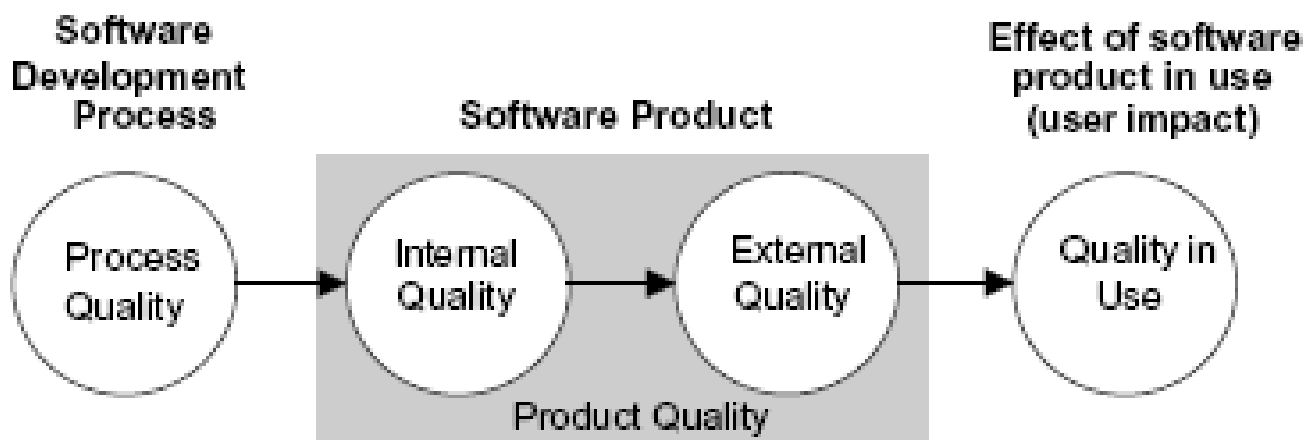 Software
Development
Process
Software Product
Effect of software
product in use
(user impact)
Process
Quality
Internal
Quality
External
Quality
Quality in
Use
Product Quality